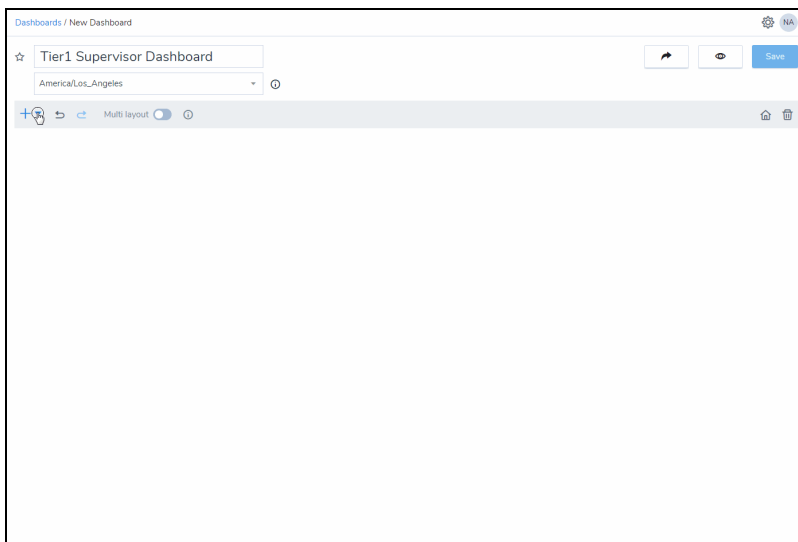 Dashboards / New Dashboard
NA
Tier1 Supervisor Dashboard
Save
America/Los_Angeles
Multi layout